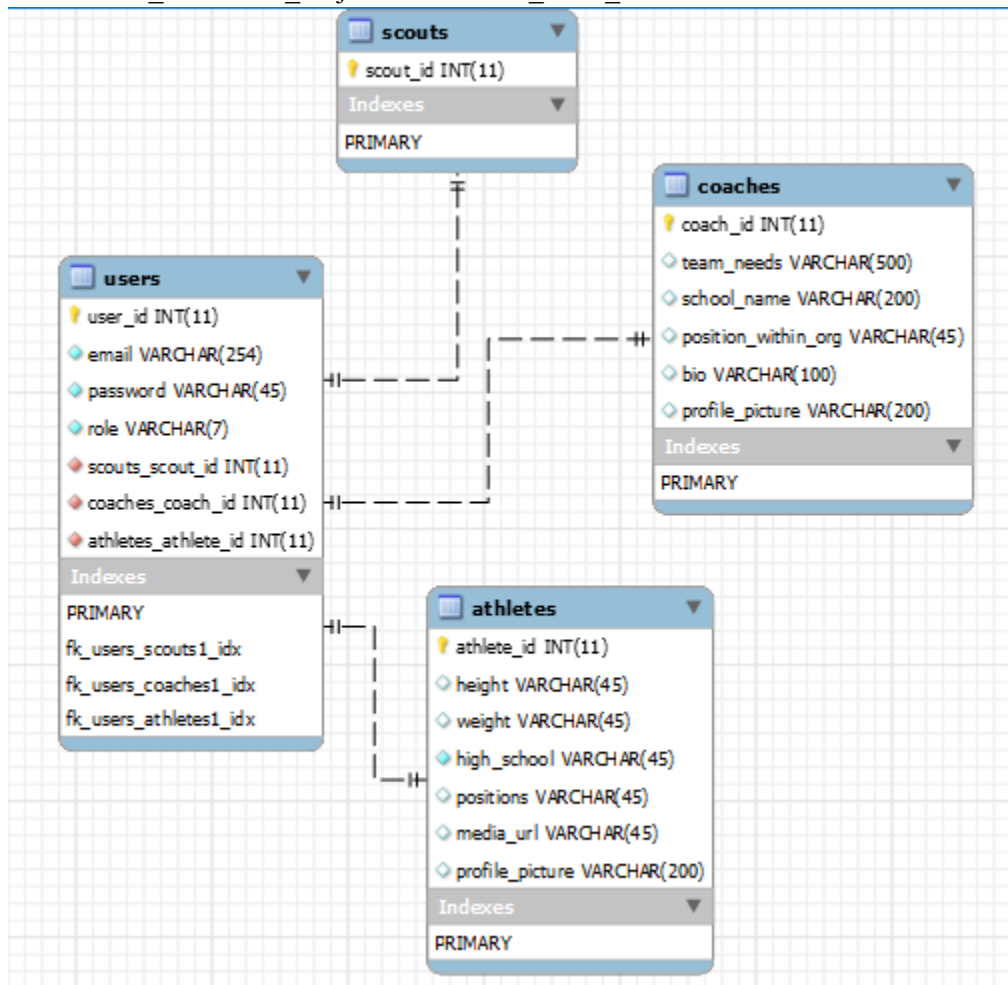 scouts
scout_id INT(11)
Indexes
PRIMARY
coaches
coach_id INT(11)
team_needs VARCHAR(500)
school_name VARCHAR(200)
position_within_org VARCHAR(45)
bio VARCHAR(100)
profile_picture VARCHAR(200)
Indexes
PRIMARY
users
user_id INT(11)
email VARCHAR(254)
password VARCHAR(45)
role VARCHAR(7)
scouts_scout_id INT(11)
coaches_coach_id INT(11)
athletes_athlete_id INT(11)
Indexes
PRIMARY
fk_users_scouts1_idx
fk_users_coaches1_idx
fk_users_athletes1_idx
athletes
athlete_id INT(11)
height VARCHAR(45)
weight VARCHAR(45)
high_school VARCHAR(45)
positions VARCHAR(45)
media_url VARCHAR(45)
profile_picture VARCHAR(200)
Indexes
PRIMARY